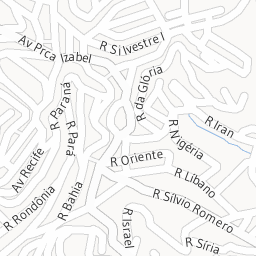 R Silvestre I
Av Prca Izabel
R da Glória
R Paraná
R Pará
R Iran
R Nigéria
Av Recife
R Oriente
R Líbano
R Rondônia
R Bahia
R Sílvio Romero
R Israel
R Síria